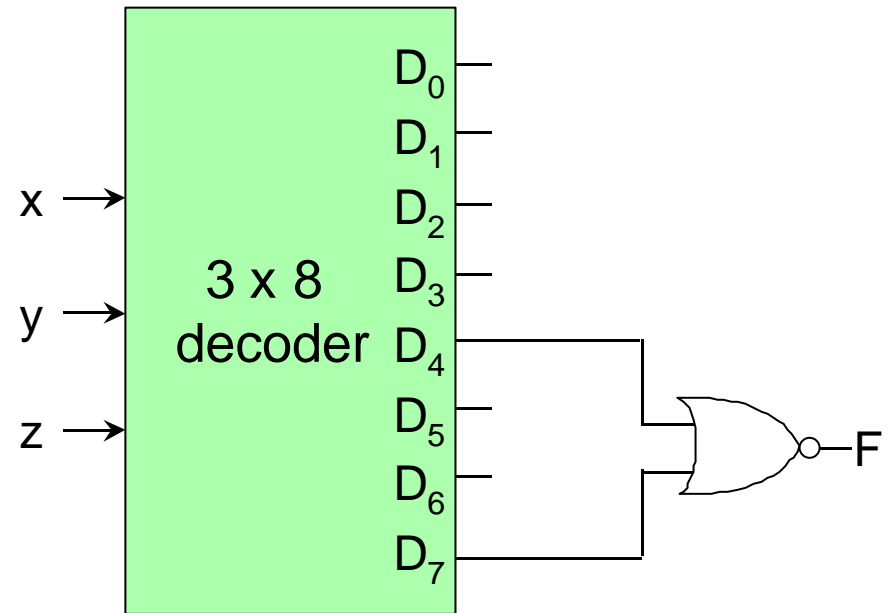 D₀
D₁
x
D₂
3 x 8
D₃
y
decoder
D₄
z
D₅
F
D₆
D₇